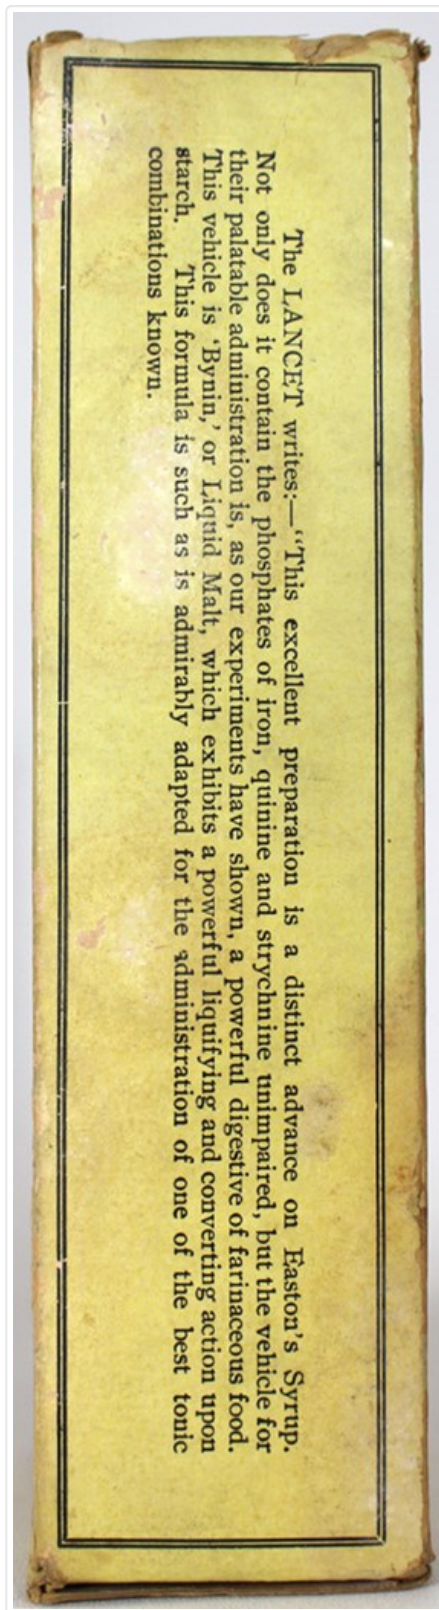 The LANCET writes:—“This excellent preparation is a distinct advance on Easton's Syrup.
Not only does it contain the phosphates of iron, quinine and strychnine unimpaired, but the vehicle for
their palatable administration is, as our experiments have shown, a powerful digestive of farinaceous food.
This vehicle is ‘Bynin,’ or Liquid Malt, which exhibits a powerful liquifying and converting action upon
starch. This formula is such as is admirably adapted for the administration of one of the best tonic
combinations known.